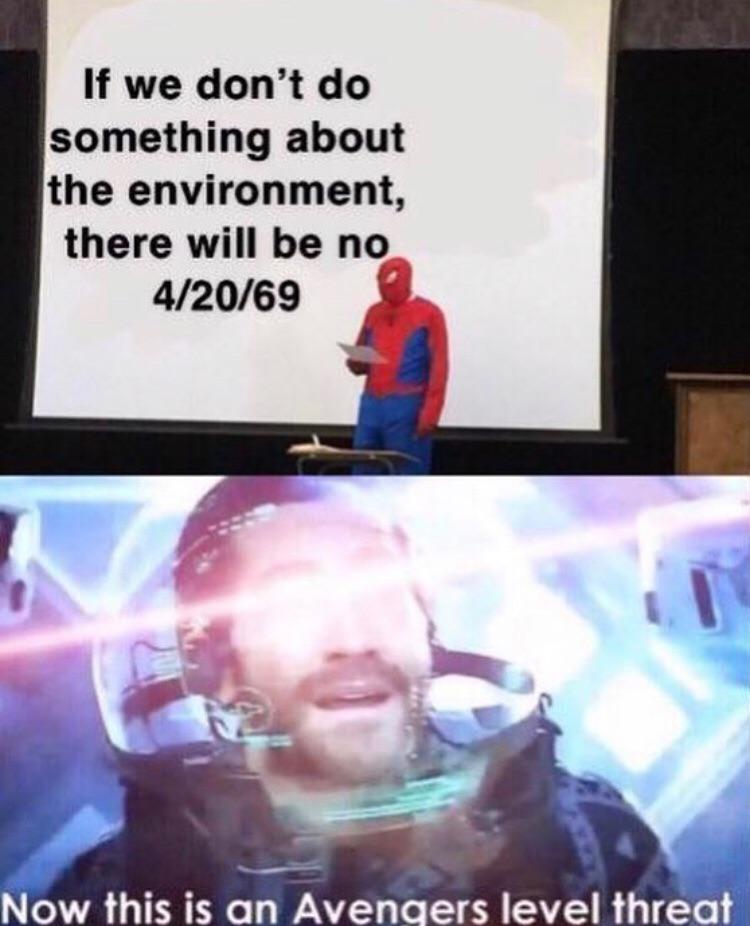 If we don't do
something about
the environment,
there will be no
4/20/69
Now this is an Avengers level threat